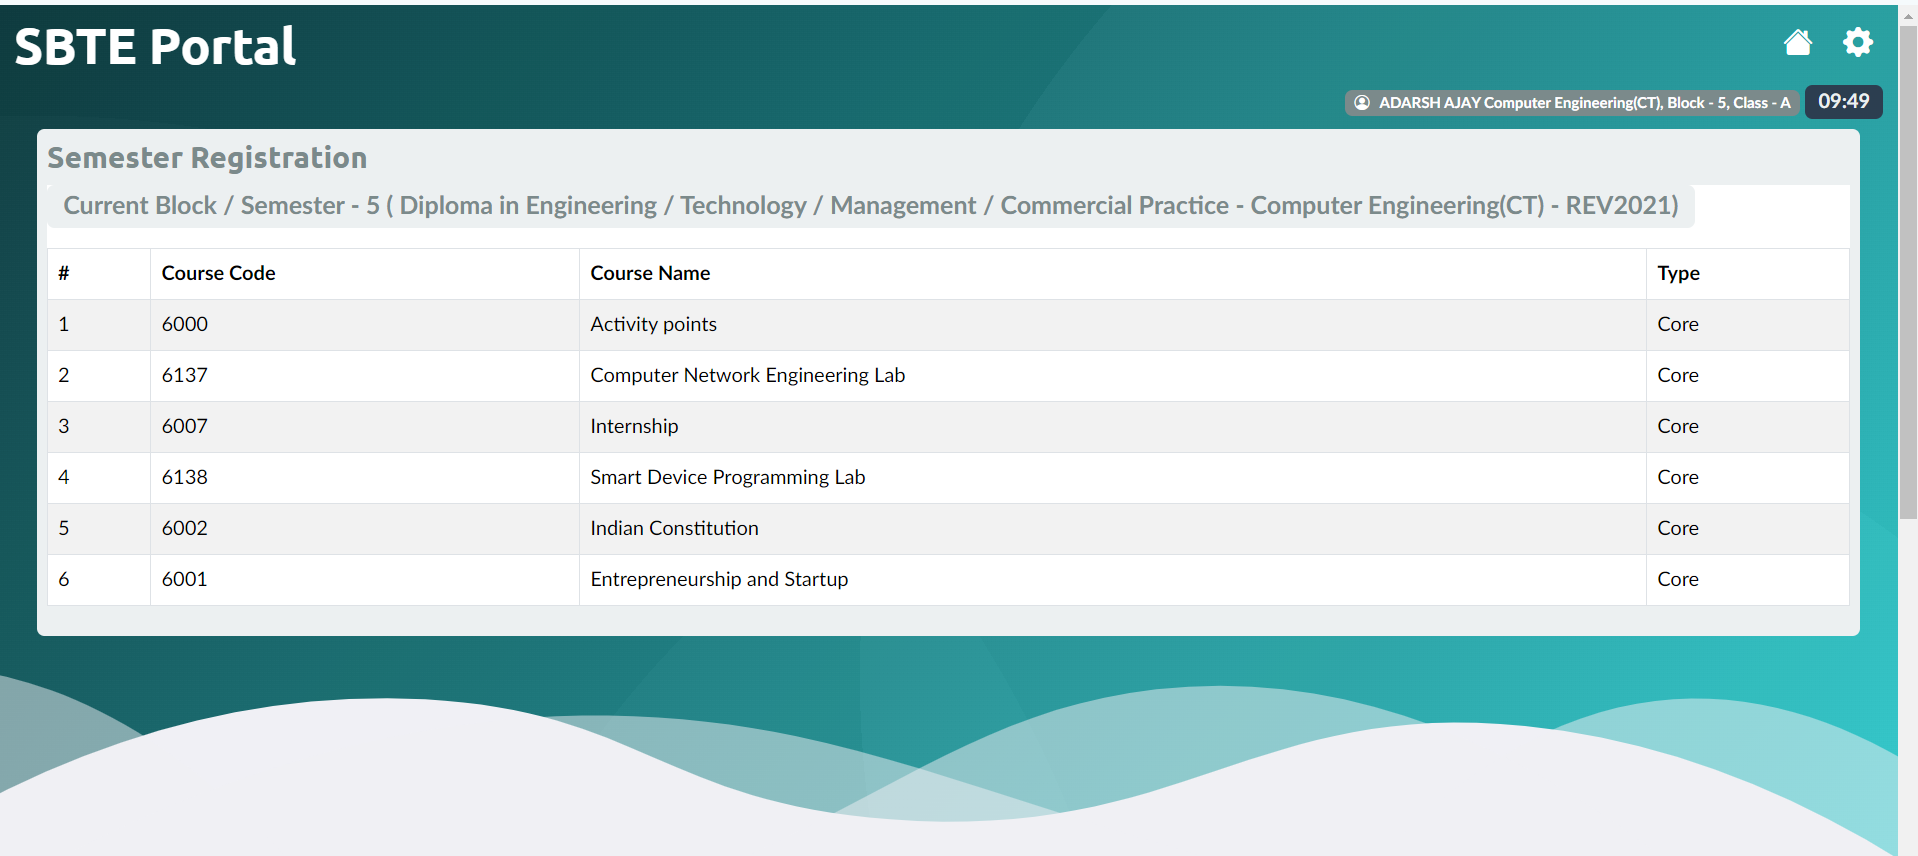 SBTE Portal
ADARSH AJAY Computer Engineering(CT), Block - 5, Class - A 09:49
Semester Registration
Current Block / Semester - 5 ( Diploma in Engineering / Technology / Management / Commercial Practice - Computer Engineering(CT) - REV2021)
# Course Code Course Name Type
1 6000 Activity points Core
2 6137 Computer Network Engineering Lab Core
3 6007 Internship Core
4 6138 Smart Device Programming Lab Core
5 6002 Indian Constitution Core
6 6001 Entrepreneurship and Startup Core